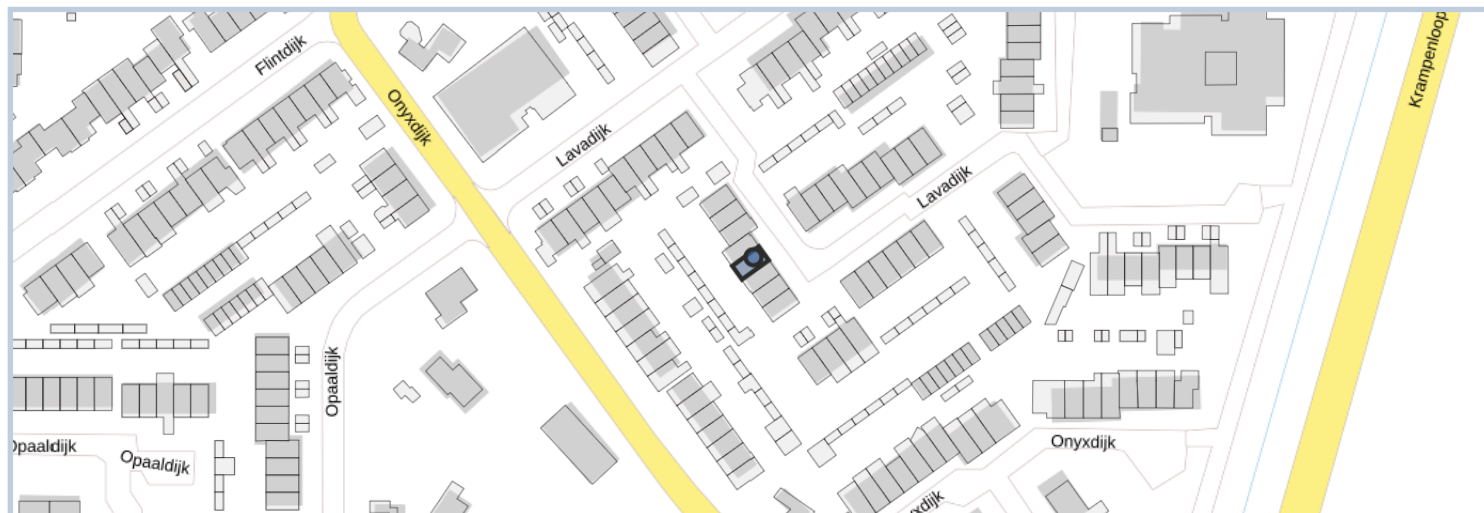 Flintdijk
Onyxdijk
Krampenloop
Lavadijk
Lavadijk
Opaaldijk
Opaaldijk
Opaaldijk
Onyxdijk